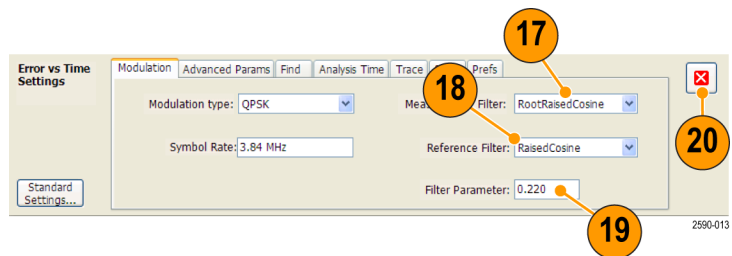 17
Error vs Time Settings
Modulation Advanced Params Find Analysis Time Trace Prefs
18
Modulation type: QPSK
Filter: RootRaisedCosine
20
Symbol Rate: 3.84 MHz
Reference Filter: RaisedCosine
Standard Settings...
Filter Parameter: 0.220
19
2590-013